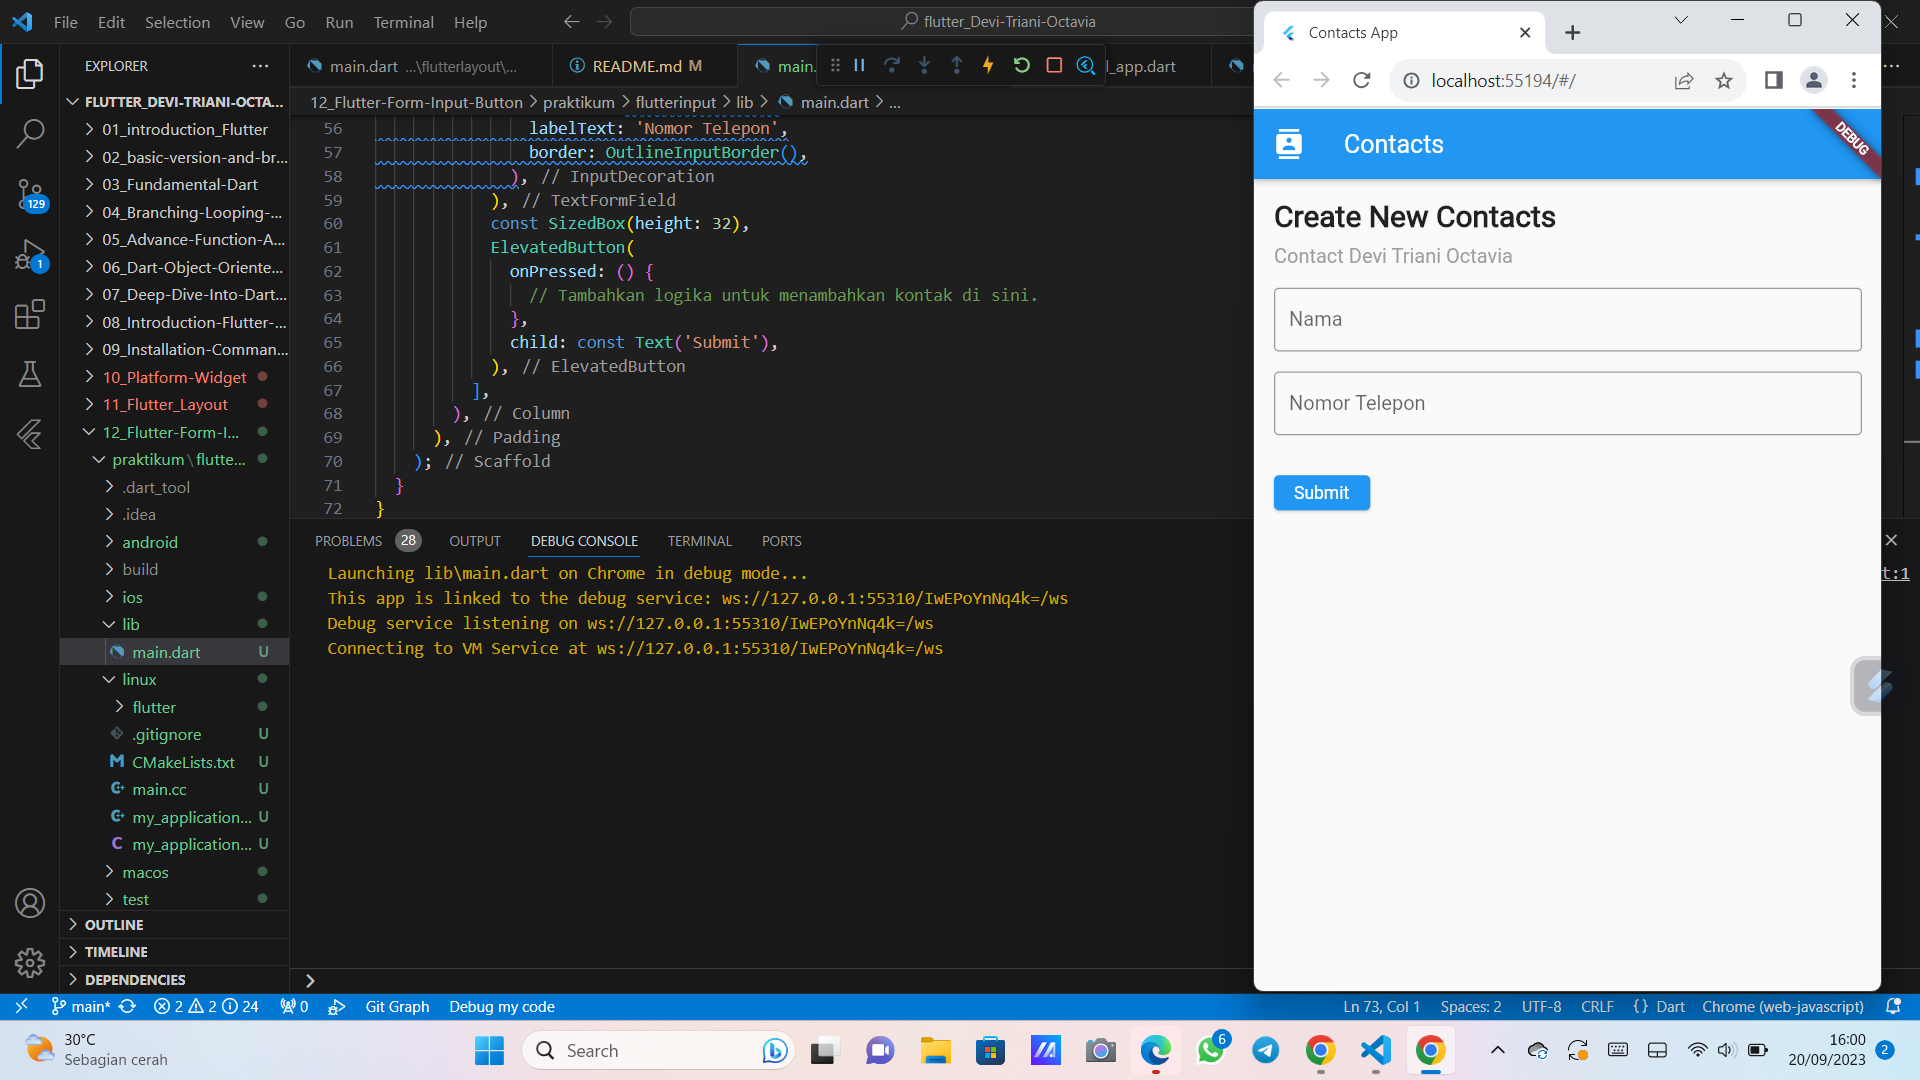 File Edit Selection View Go Run Terminal Help
flutter_Devi-Triani-Octavia
EXPLORER
FLUTTER_DEVI-TRIANI-OCTA...
01_introduction_Flutter
02_basic-version-and-br...
03_Fundamental-Dart
04_Branching-Looping-...
05_Advance-Function-A...
06_Dart-Object-Oriente...
07_Deep-Dive-Into-Dart...
08_Introduction-Flutter-...
09_Installation-Comman...
10_Platform-Widget
11_Flutter_Layout
12_Flutter-Form-I...
praktikum\flutte...
.dart_tool
.idea
android
build
ios
lib
main.dart U
linux
flutter
.gitignore U
CMakeLists.txt U
main.cc U
my_application... U
my_application... U
macos
test
OUTLINE
TIMELINE
DEPENDENCIES
129
1
main.dart ...\flutterlayout\...
README.md M
main.
l_app.dart
12_Flutter-Form-Input-Button > praktikum > flutterinput > lib > main.dart > ...
56 labelText: 'Nomor Telepon',
57 border: OutlineInputBorder(),
58 ), // InputDecoration
59 ), // TextFormField
60 const SizedBox(height: 32),
61 ElevatedButton(
62 onPressed: () {
63 // Tambahkan logika untuk menambahkan kontak di sini.
64 },
65 child: const Text('Submit'),
66 ), // ElevatedButton
67 ],
68 ), // Column
69 ), // Padding
70 ); // Scaffold
71 }
72 }
PROBLEMS 28 OUTPUT DEBUG CONSOLE TERMINAL PORTS
Launching lib\main.dart on Chrome in debug mode...
This app is linked to the debug service: ws://127.0.0.1:55310/IwEPoYnNq4k=/ws
Debug service listening on ws://127.0.0.1:55310/IwEPoYnNq4k=/ws
Connecting to VM Service at ws://127.0.0.1:55310/IwEPoYnNq4k=/ws
t:1
Contacts App
localhost:55194/#/
Contacts
DEBUG
Create New Contacts
Contact Devi Triani Octavia
Nama
Nomor Telepon
Submit
main* 2 2 24 0 Git Graph Debug my code
Ln 73, Col 1 Spaces: 2 UTF-8 CRLF {} Dart Chrome (web-javascript)
30°C
Sebagian cerah
Search
6
16:00
20/09/2023
2